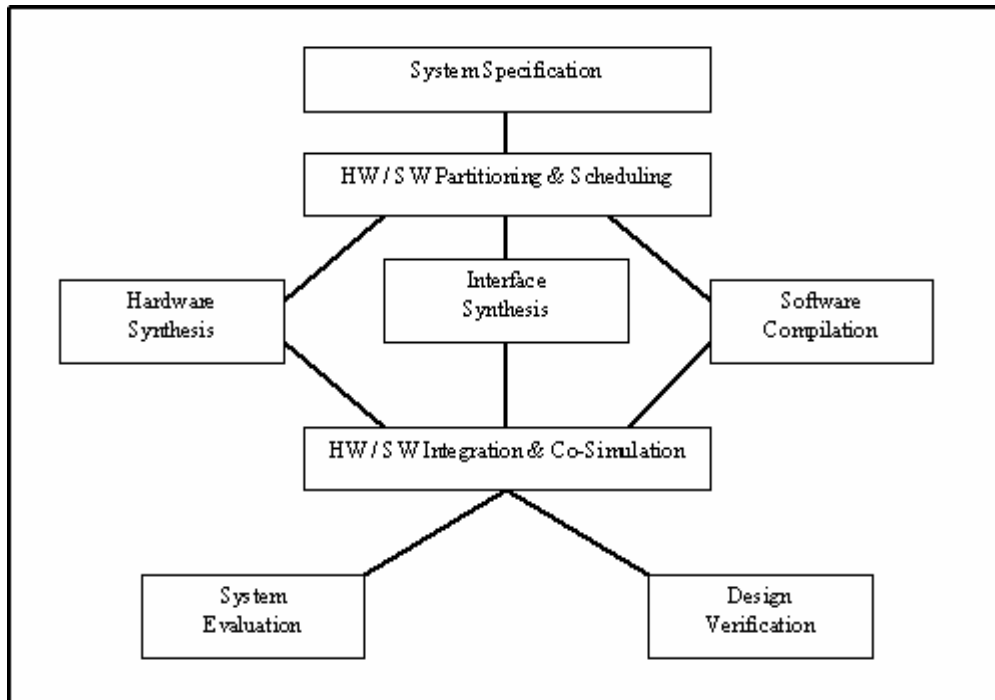 System Specification
HW / SW Partitioning & Scheduling
Hardware
Synthesis
Interface
Synthesis
Software
Compilation
HW / SW Integration & Co-Simulation
System
Evaluation
Design
Verification